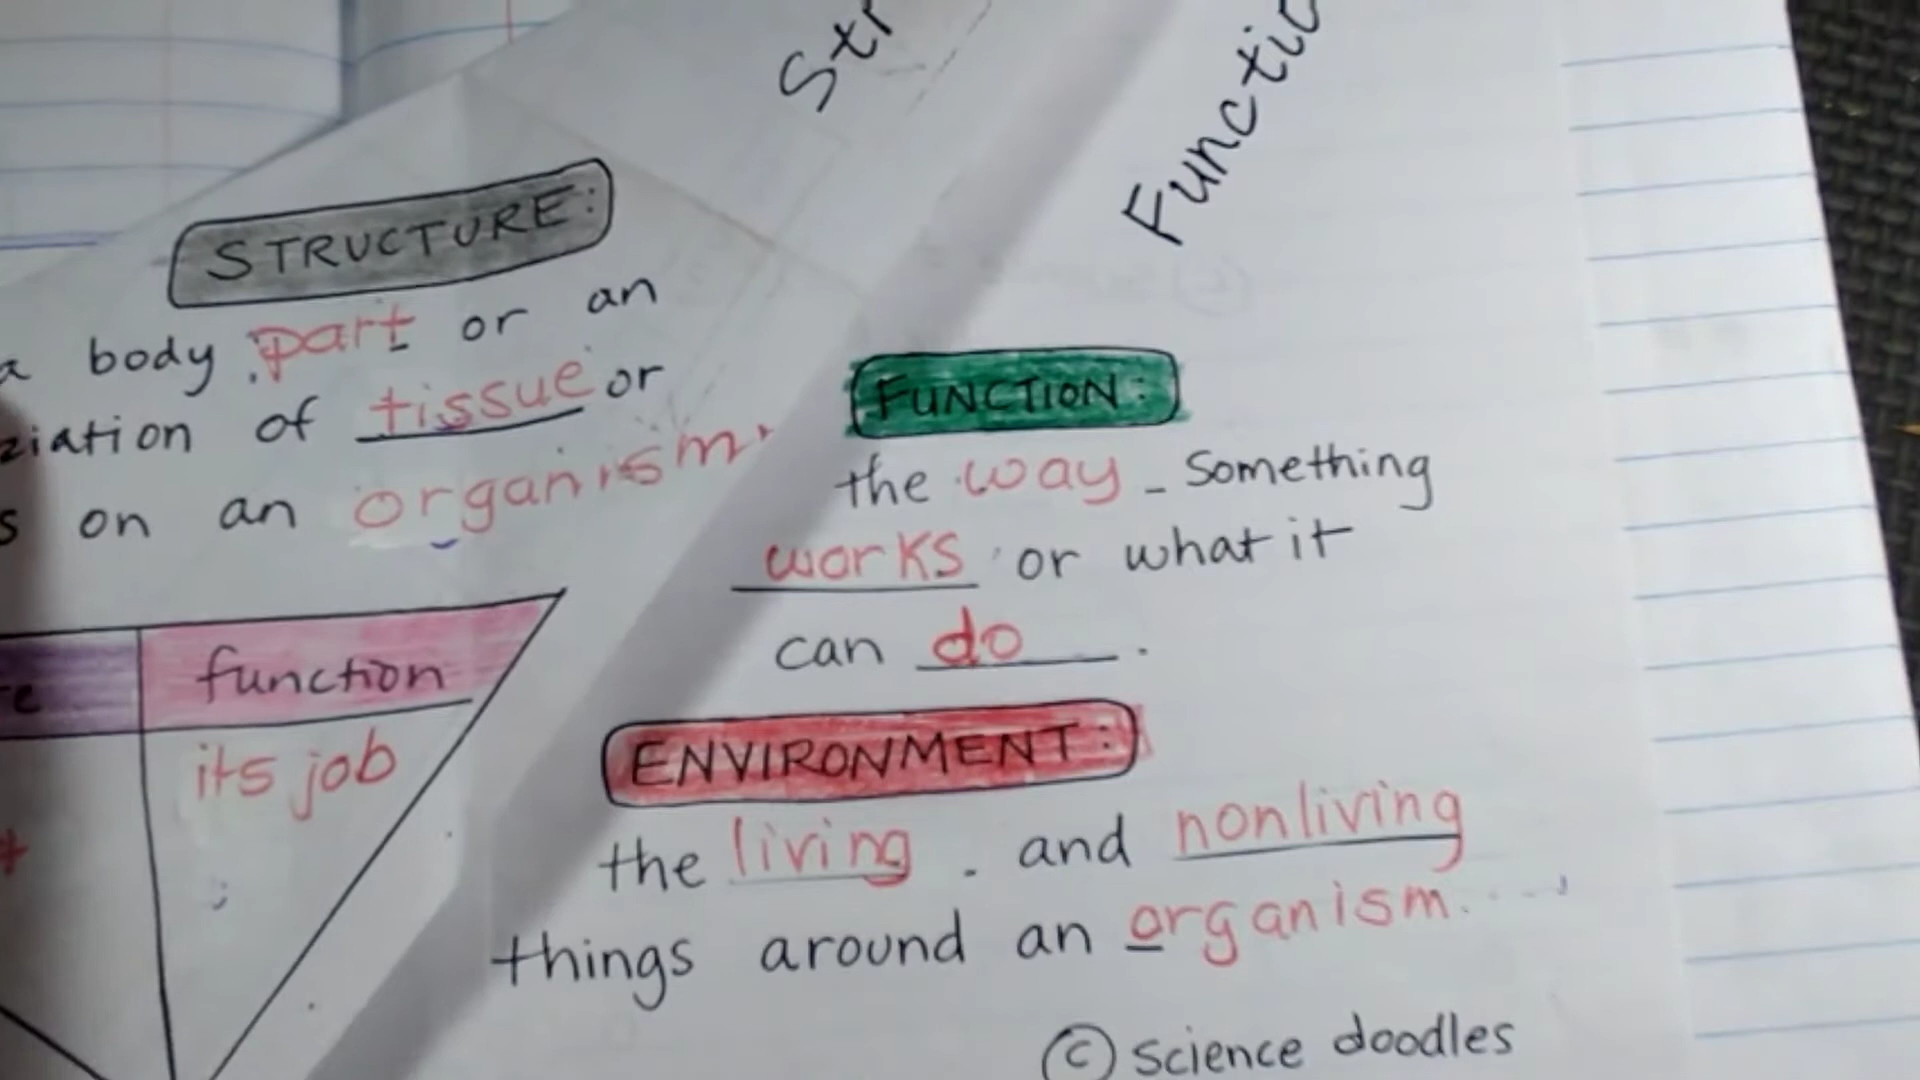 Str
Functio
STRUCTURE:
a body part or an
ziation of tissue or
s on an organism.
function
its job
FUNCTION:
the way Something
works or what it
can do.
ENVIRONMENT:
the living and nonliving
things around an organism.
© science doodles